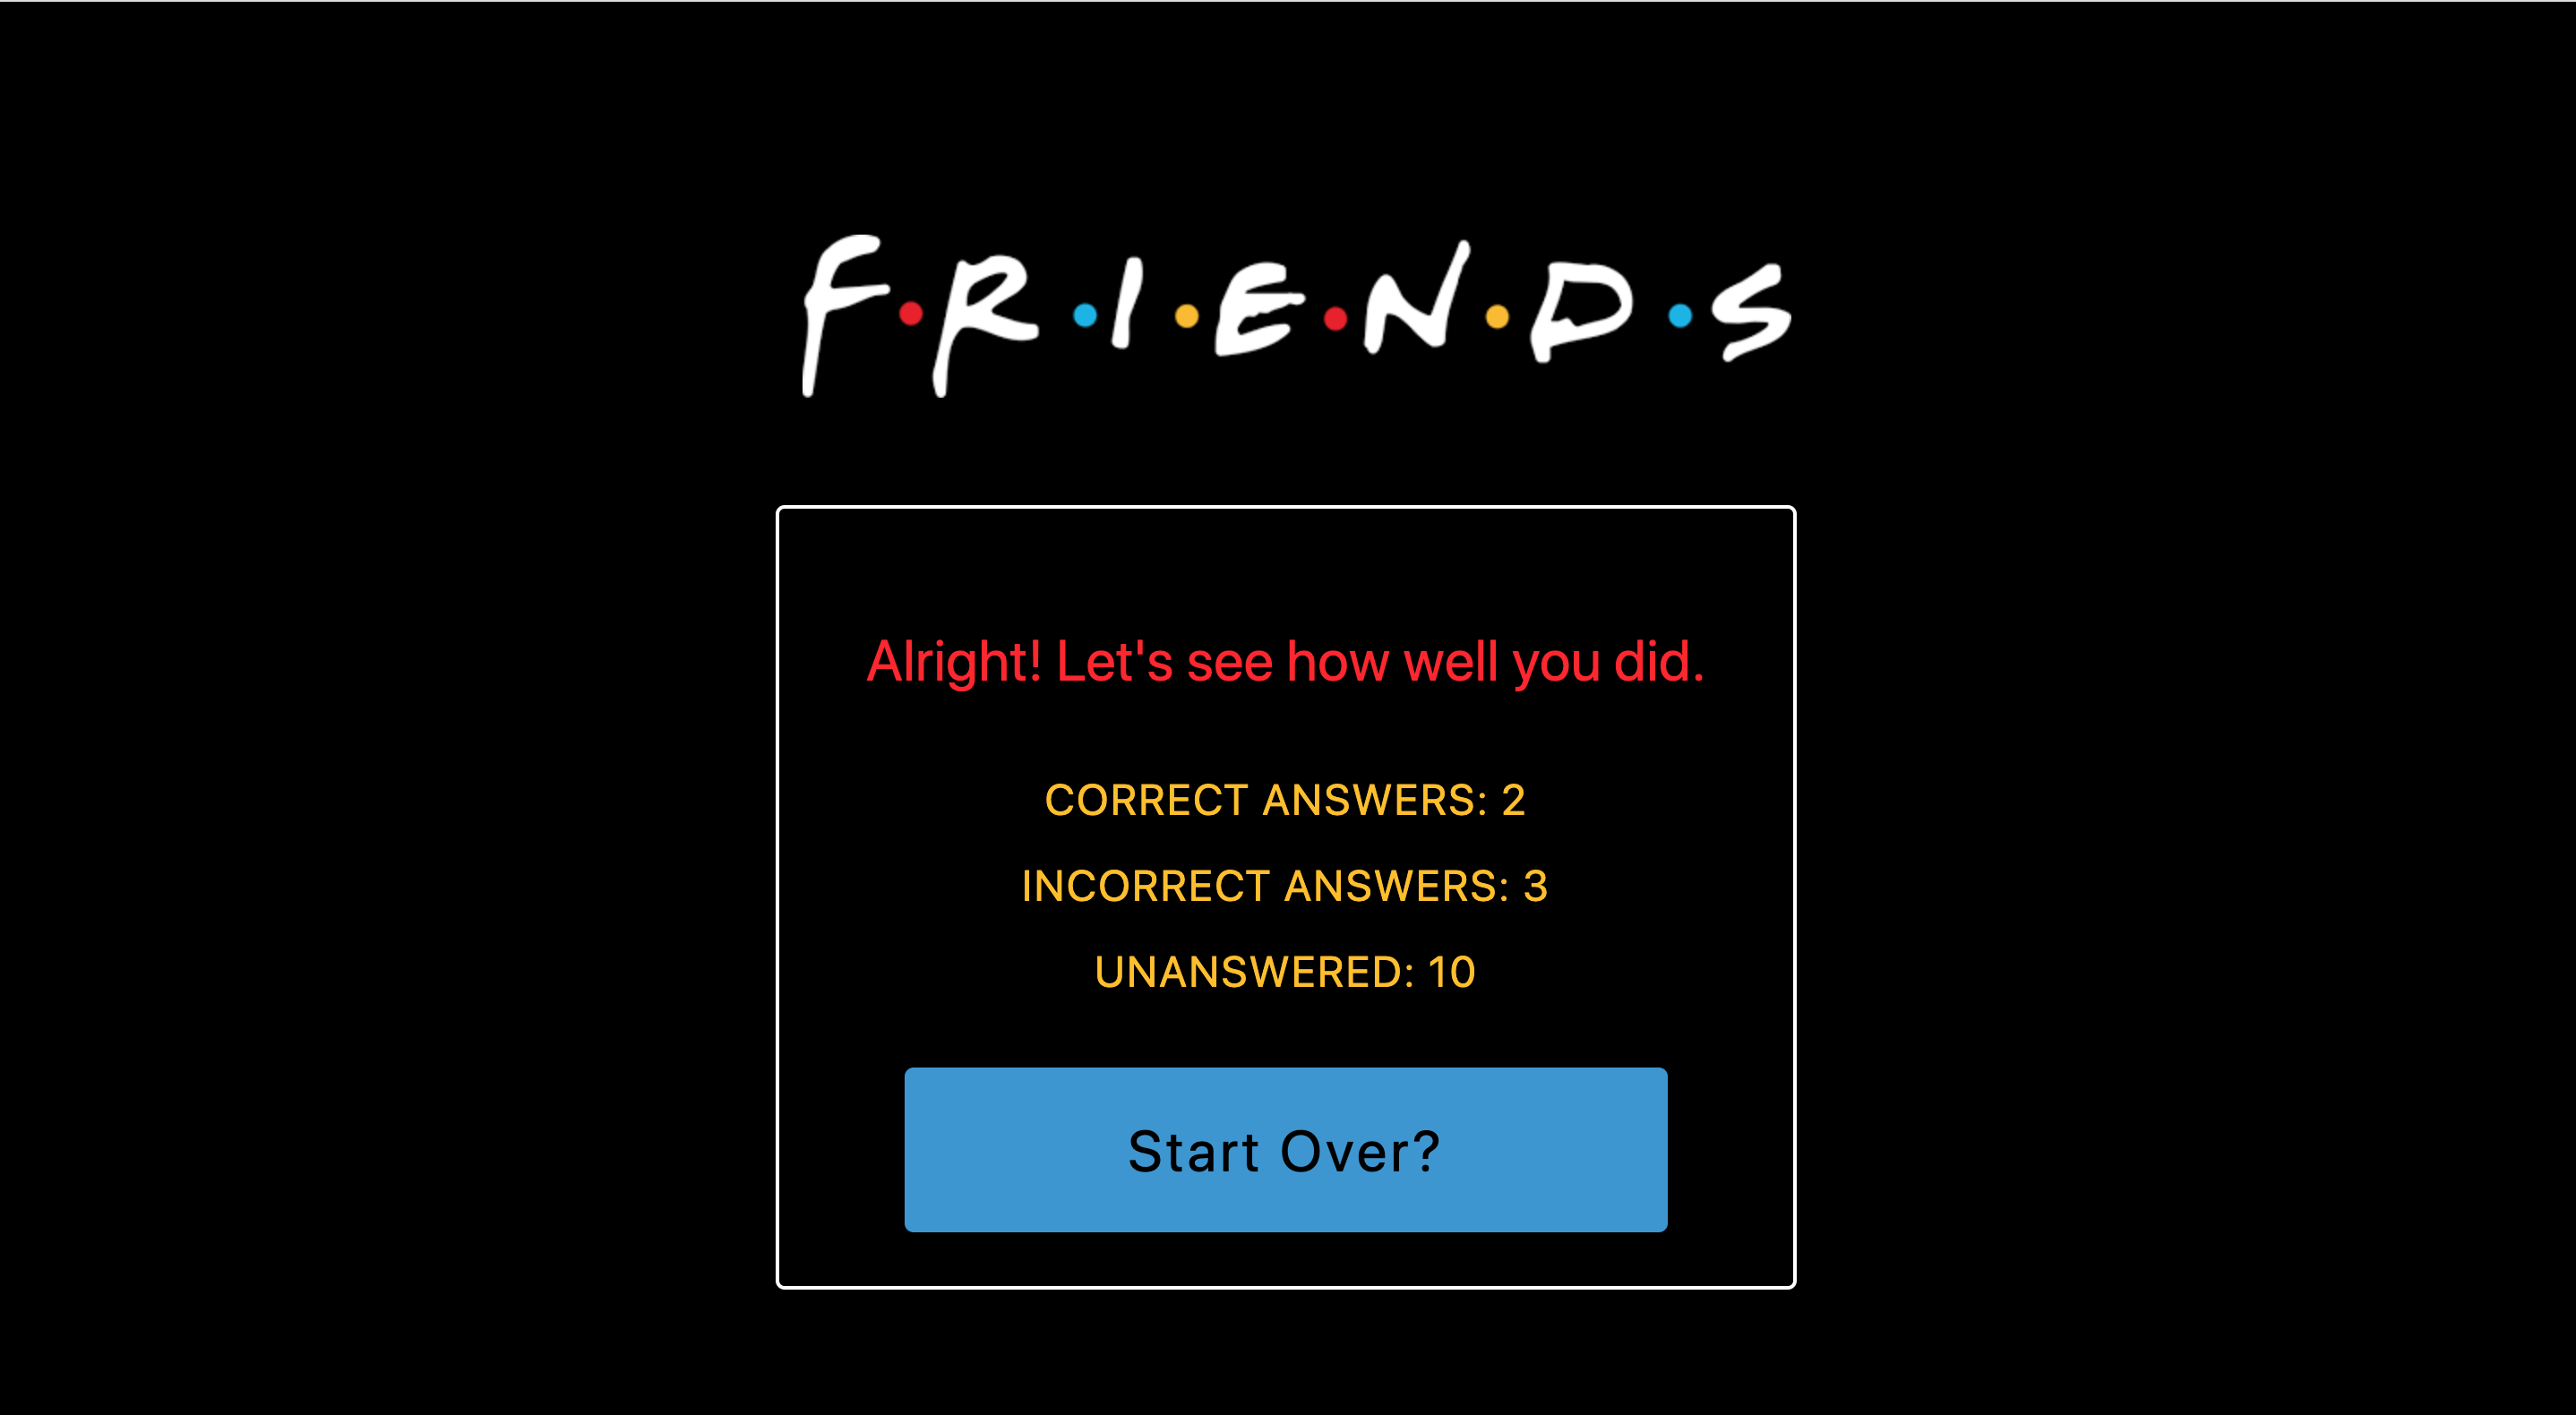 F·R·I·E·N·D·S
Alright! Let's see how well you did.
CORRECT ANSWERS: 2
INCORRECT ANSWERS: 3
UNANSWERED: 10
Start Over?